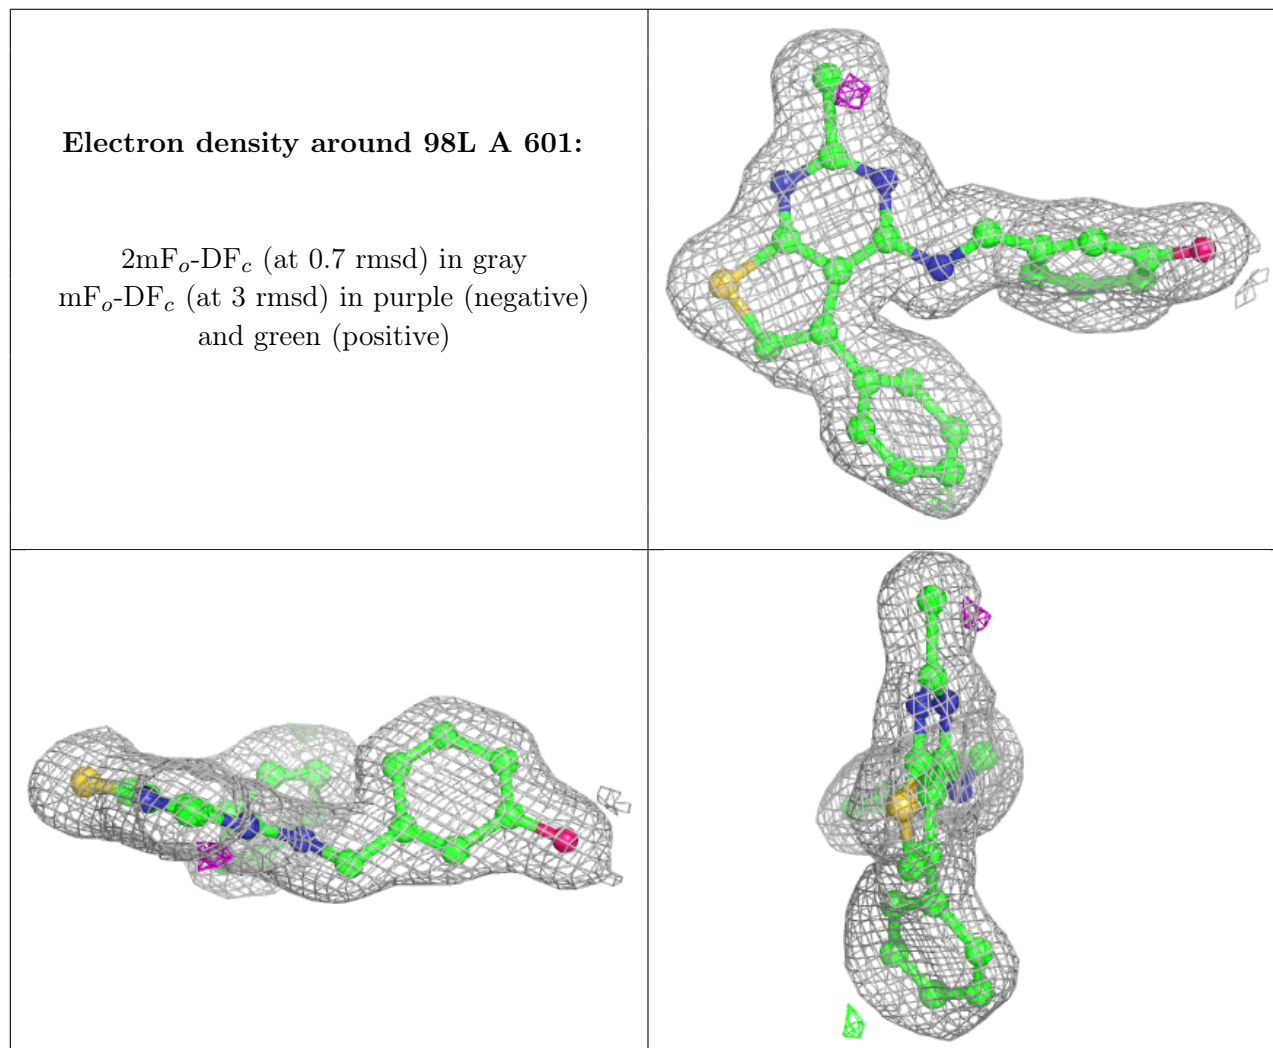 Electron density around 98L A 601:
2mFo-DFc (at 0.7 rmsd) in gray
mFo-DFc (at 3 rmsd) in purple (negative)
and green (positive)